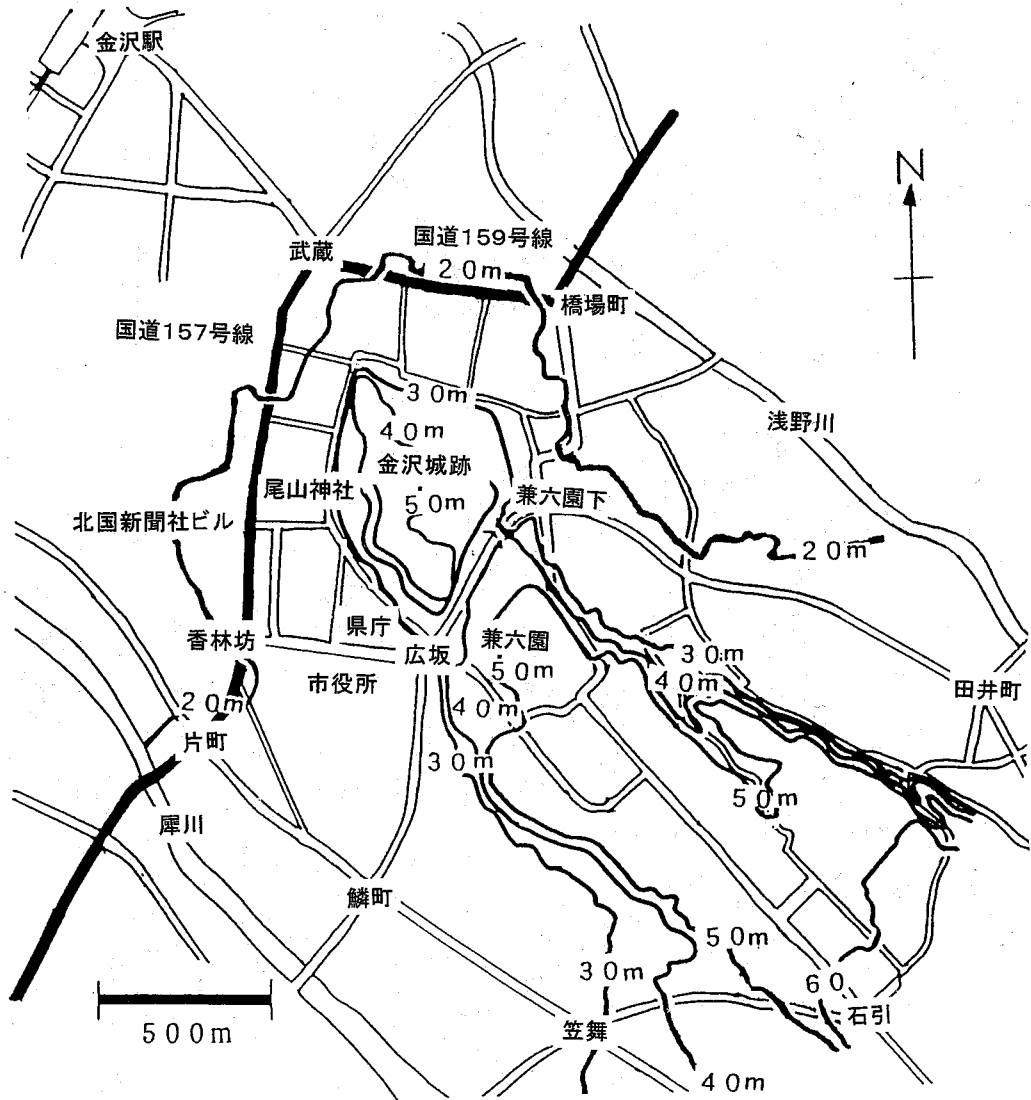 金沢駅
N
国道159号線
武蔵
20m
橋場町
国道157号線
30m
浅野川
40m
金沢城跡
尾山神社
兼六園下
50m
北国新聞社ビル
20m
県庁
香林坊
広坂
兼六園
30m
50m
市役所
40m
田井町
20m
40m
片町
30m
50m
犀川
鱗町
50m
30m
60
500m
石引
笠舞
40m